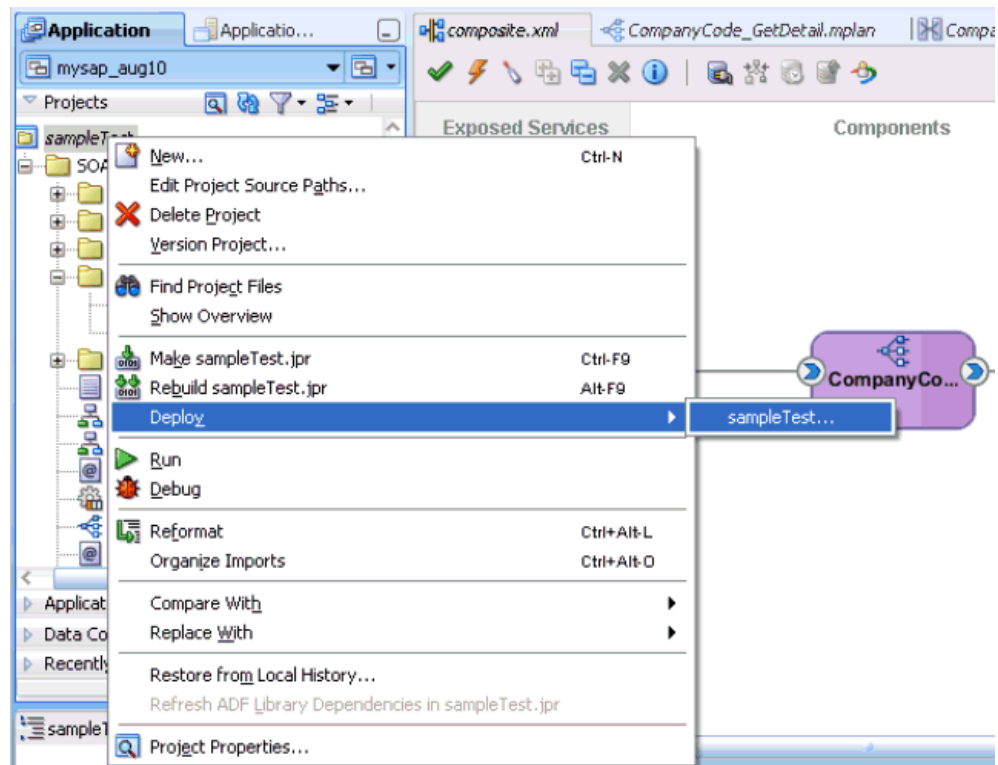 Application
Applicatio...
composite.xml
CompanyCode_GetDetail.mplan
Compa
mysap_aug10
Projects
Exposed Services
Components
sampleTest
SOA
New...
Ctrl-N
Edit Project Source Paths...
Delete Project
Version Project...
Find Project Files
Show Overview
Make sampleTest.jpr
Ctrl-F9
Rebuild sampleTest.jpr
Alt-F9
Deploy
sampleTest...
CompanyCo...
Run
Debug
Reformat
Ctrl+Alt-L
Organize Imports
Ctrl+Alt-O
Applicat
Compare With
Data Co
Replace With
Recently
Restore from Local History...
Refresh ADF Library Dependencies in sampleTest.jpr
sampleT
Project Properties...